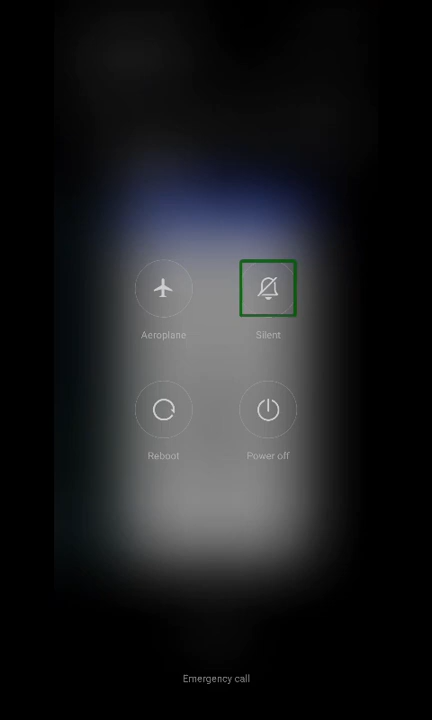 Aeroplane
Silent
Reboot
Power off
Emergency call